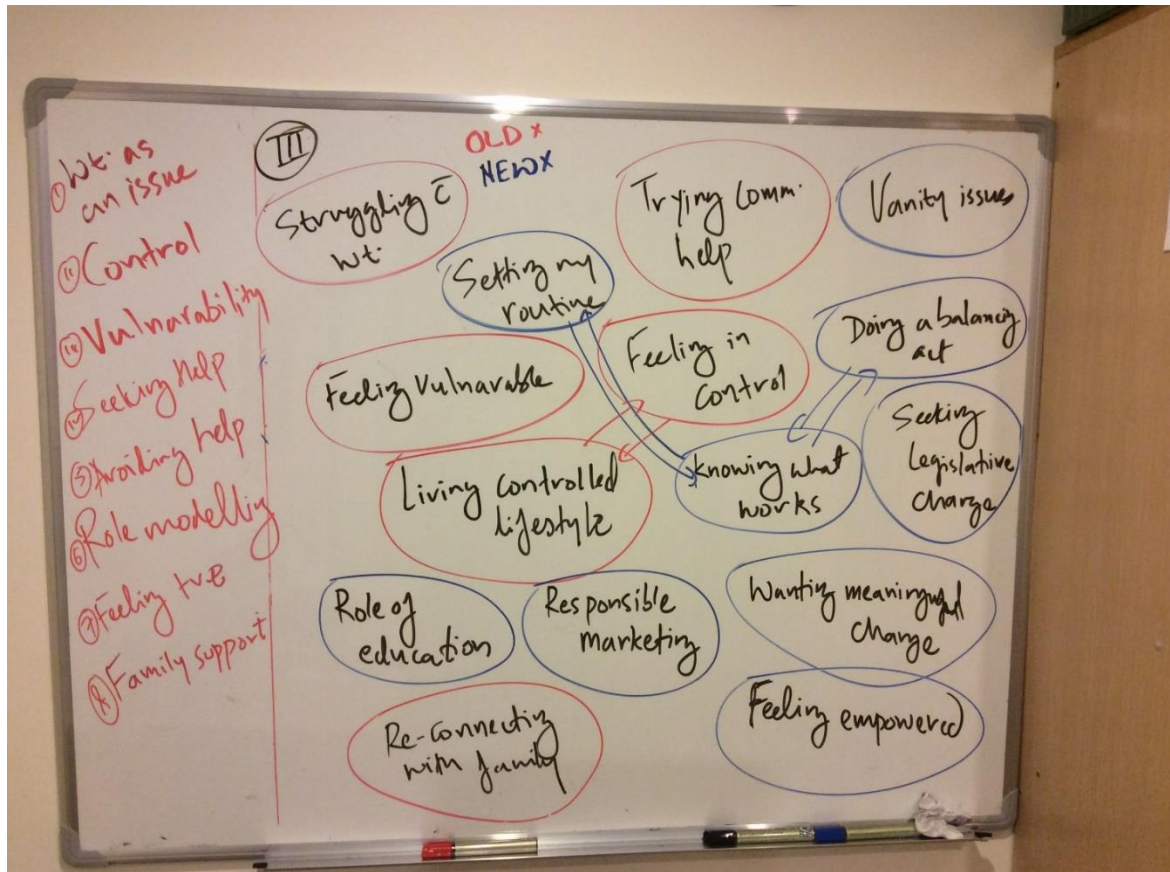 ① Wt. as
an issue
② Control
③ Vulnarability
④ Seeking help
⑤ Avoiding help
⑥ Role modelling
⑦ Feeling +ve
⑧ Family support
III
OLD x
NEW x
Struggling c̄
wt.
Trying Comm.
help
Vanity issues
Setting my
routine
Feeling in
control
Doing a balancing
act
Feeling Vulnarable
Living controlled
lifestyle
Knowing what
works
Seeking
Legislative
change
Role of
education
Responsible
marketing
Wanting meaningful
change
Re-connecting
with family
Feeling empowered